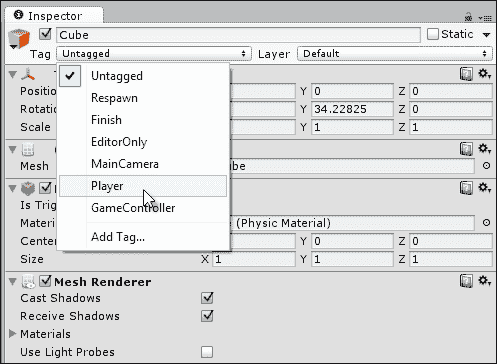 Inspector
Cube Static
Tag Untagged Layer Default
Untagged
Respawn
Finish
EditorOnly
MainCamera
Player
GameController
Add Tag...
T
Position Y 0 Z 0
Rotatio Y 34.22825 Z 0
Scale Y 1 Z 1
Mesh ube
Is Trig
Materia (Physic Material)
Center Y 0 Z 0
Size X 1 Y 1 Z 1
Mesh Renderer
Cast Shadows
Receive Shadows
Materials
Use Light Probes